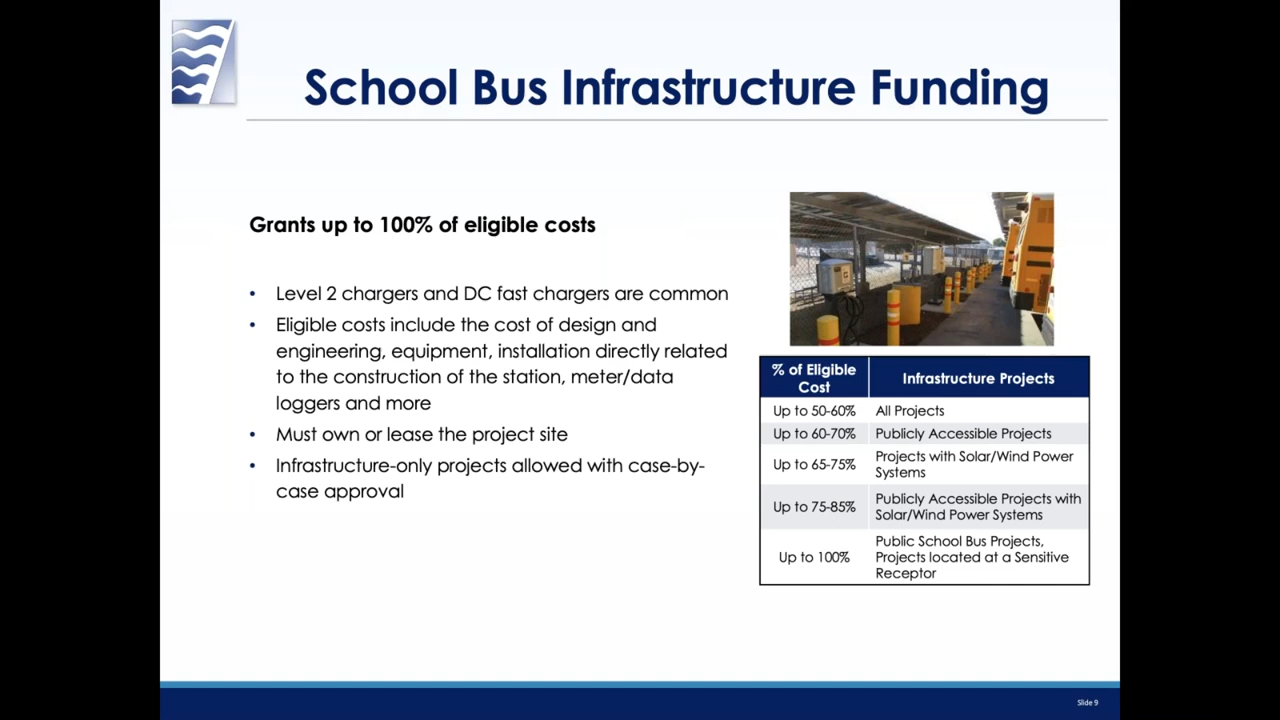 School Bus Infrastructure Funding
Grants up to 100% of eligible costs
• Level 2 chargers and DC fast chargers are common
• Eligible costs include the cost of design and
engineering, equipment, installation directly related
to the construction of the station, meter/data
loggers and more
• Must own or lease the project site
• Infrastructure-only projects allowed with case-by-
case approval
% of Eligible
Cost
Infrastructure Projects
Up to 50-60%
All Projects
Up to 60-70%
Publicly Accessible Projects
Up to 65-75%
Projects with Solar/Wind Power
Systems
Up to 75-85%
Publicly Accessible Projects with
Solar/Wind Power Systems
Up to 100%
Public School Bus Projects,
Projects located at a Sensitive
Receptor
Slide 9